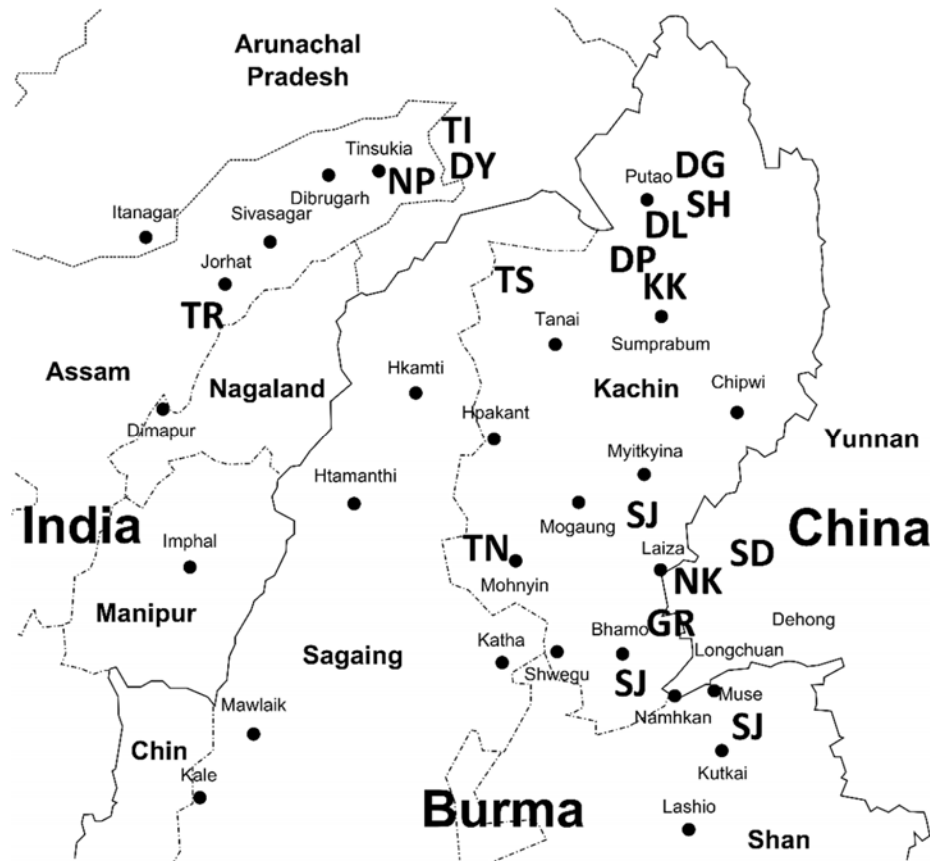 Arunachal
Pradesh
TI
Tinsukia
DY
NP
DG
Putao
Dibrugarh
SH
Itanagar
Sivasagar
DL
DP
Jorhat
TS
KK
TR
Tanai
Sumprabum
Assam
Hkamti
Nagaland
Kachin
Chipwi
Hpakant
Dimapur
Yunnan
Myitkyina
Htamanthi
SJ
India
Mogaung
China
Imphal
TN
Laiza
SD
Mohnyin
NK
Manipur
GR
Dehong
Bhamo
Katha
Longchuan
Sagaing
Shwegu
SJ
Muse
Mawlaik
Namhkan
SJ
Chin
Kale
Kutkai
Burma
Lashio
Shan